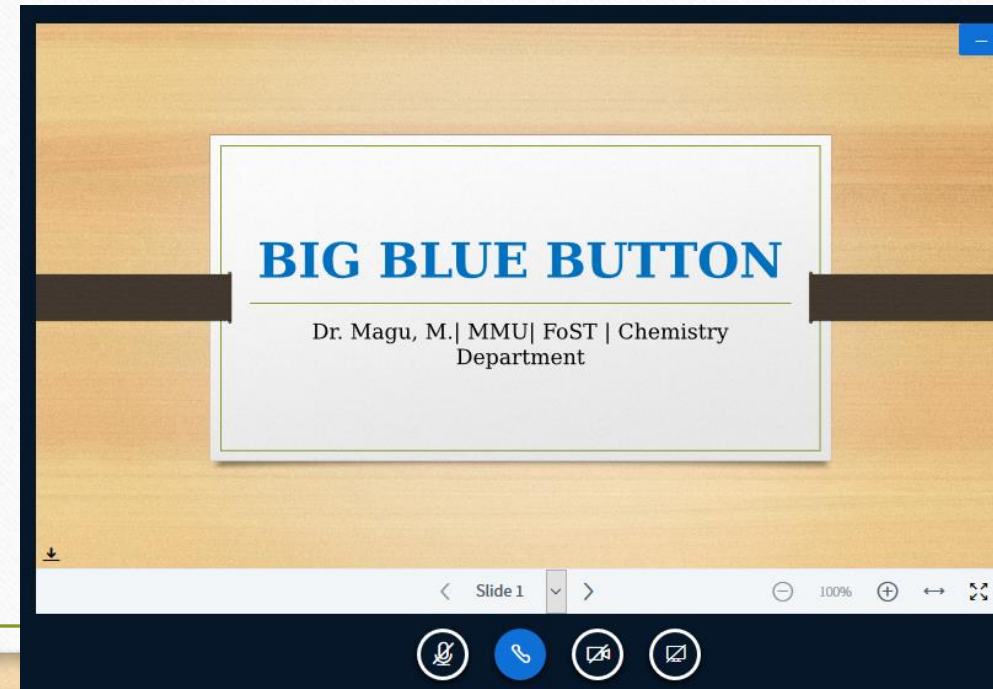 BIG BLUE BUTTON
Dr. Magu, M.| MMU| FoST | Chemistry
Department
Slide 1
100%